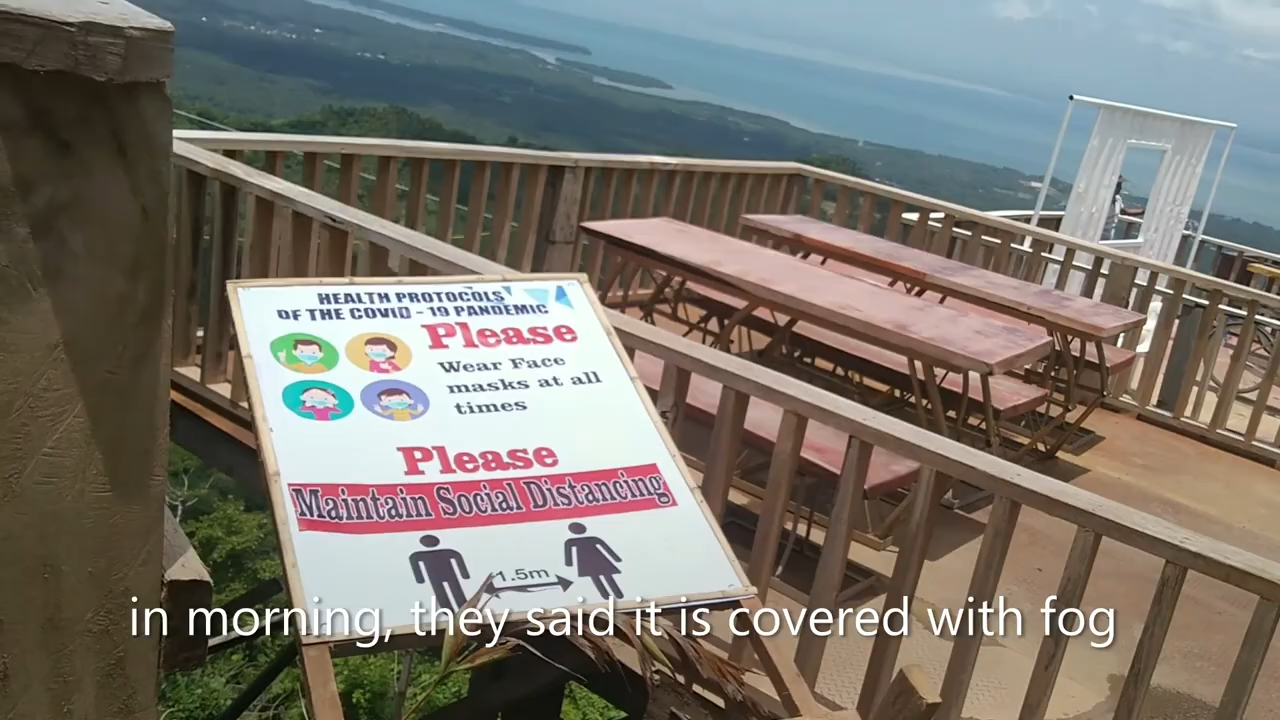 HEALTH PROTOCOLS
OF THE COVID - 19 PANDEMIC
Please
Wear Face
masks at all
times
Please
Maintain Social Distancing
1.5m
in morning, they said it is covered with fog